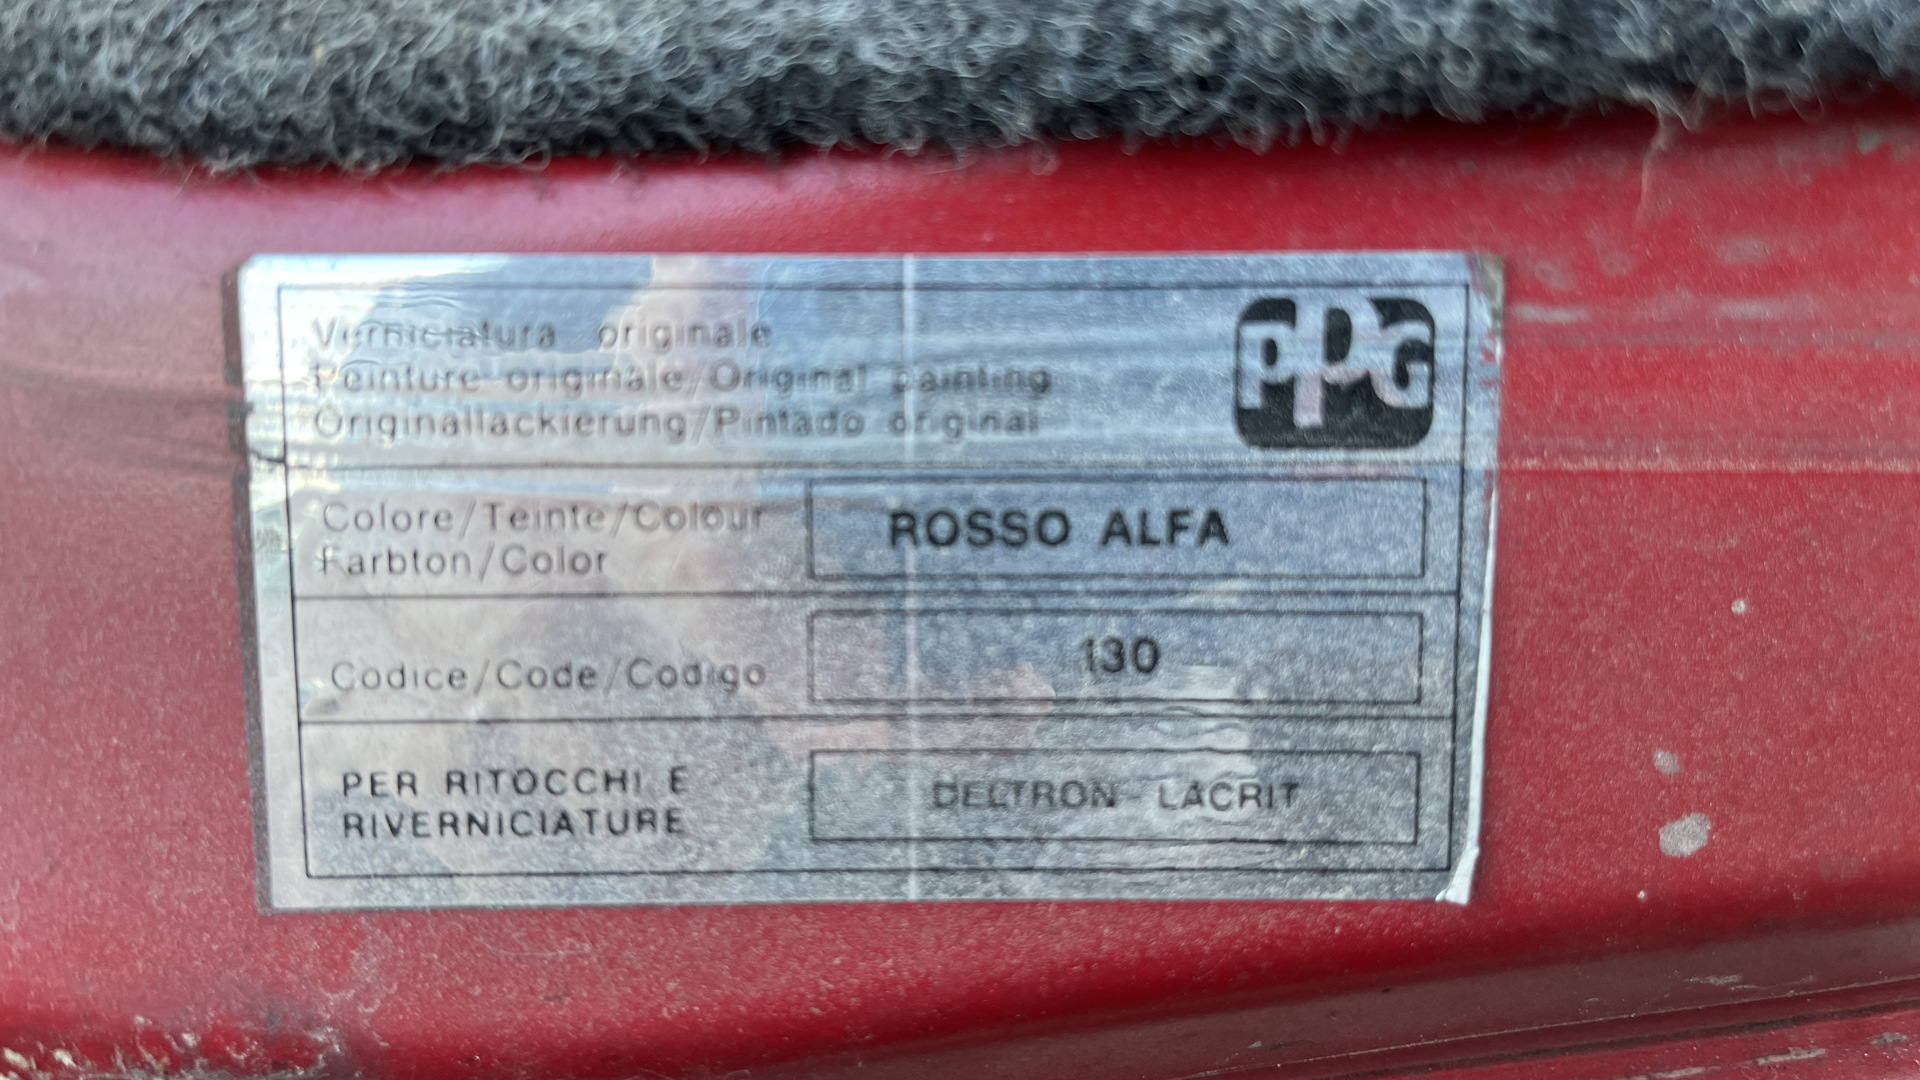 Verniciatura originale
Peinture originale/Original painting
Originallackierung/Pintado original
PPG
Colore/Teinte/Colour
Farbton/Color
ROSSO ALFA
Codice/Code/Codigo
130
PER RITOCCHI E
RIVERNICIATURE
DELTRON-LACRIT